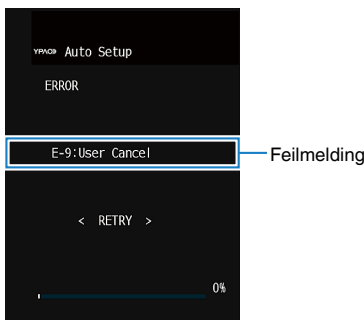 YPAO Auto Setup
ERROR
E-9:User Cancel
Feilmelding
< RETRY >
0%